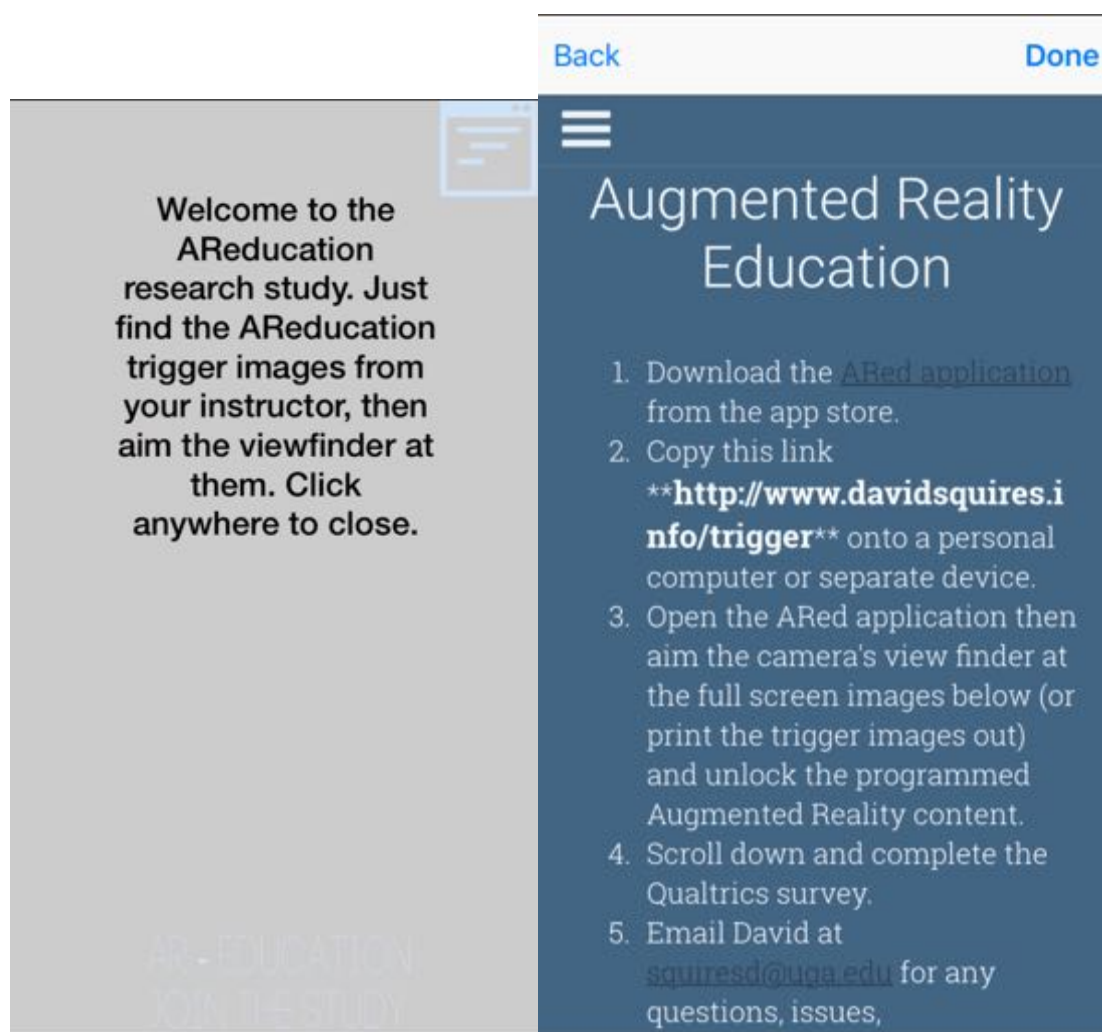 Welcome to the
AReducation
research study. Just
find the AReducation
trigger images from
your instructor, then
aim the viewfinder at
them. Click
anywhere to close.
AR - EDUCATION
JOIN THE STUDY
Back
Done
Augmented Reality
Education
1. Download the ARed application
from the app store.
2. Copy this link
**http://www.davidsquires.i
nfo/trigger** onto a personal
computer or separate device.
3. Open the ARed application then
aim the camera's view finder at
the full screen images below (or
print the trigger images out)
and unlock the programmed
Augmented Reality content.
4. Scroll down and complete the
Qualtrics survey.
5. Email David at
squiresd@uga.edu for any
questions, issues,